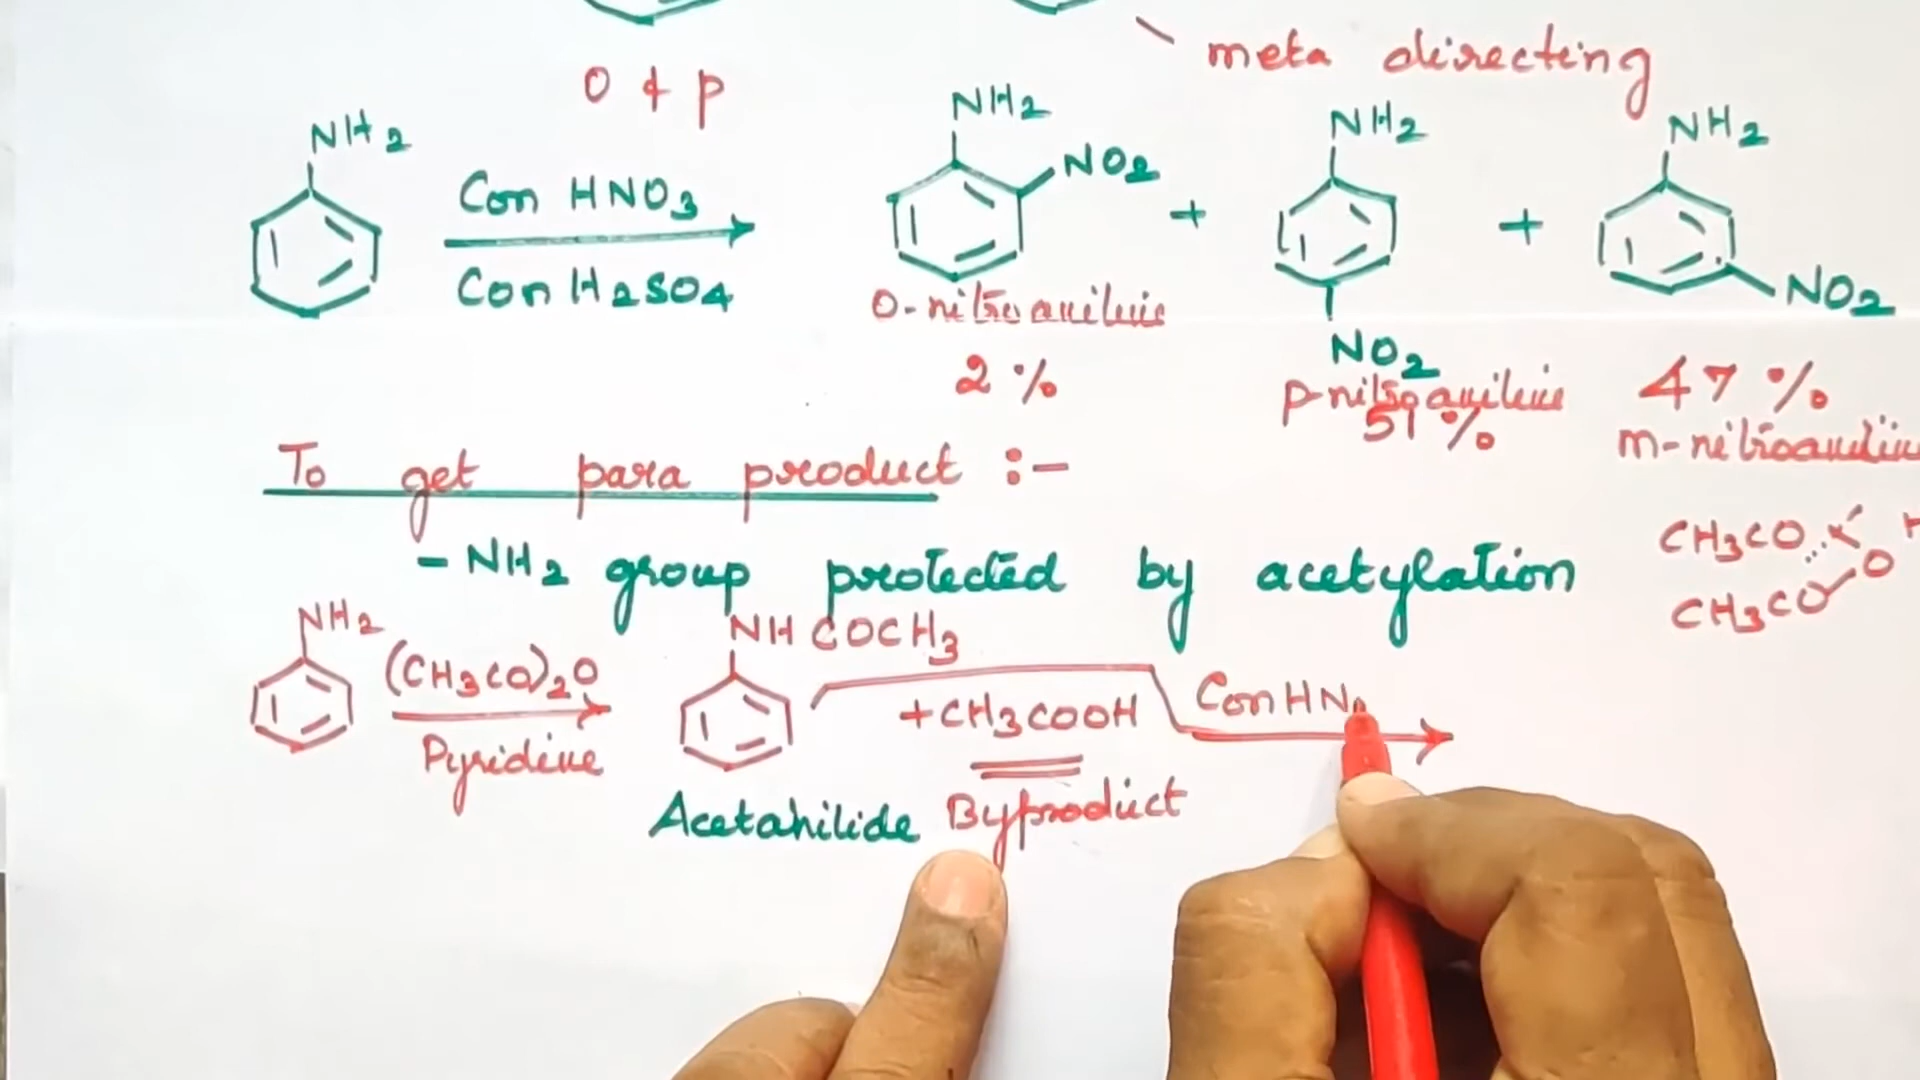 O & p
meta directing
NH2
Con HNO3
Con H2SO4
NH2
NO2
+
NH2
NO2
+
NH2
NO2
O-nitroaniline
2 %
p-nitroaniline
51 %
47 %
m-nitroanilin
To get para product :-
- NH2 group protected by acetylation
CH3CO
O
CH3CO
NH2
(CH3CO)2O
Pyridine
NHCOCH3
+CH3COOH
Con HN
Acetahilide
Byproduct